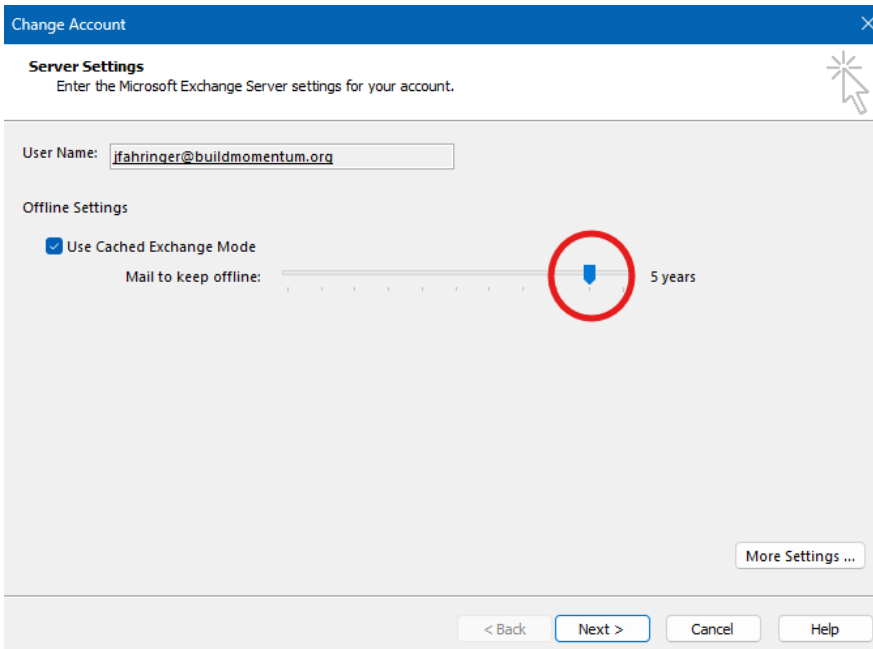 Change Account
Server Settings
Enter the Microsoft Exchange Server settings for your account.
User Name: jfahringer@buildmomentum.org
Offline Settings
Use Cached Exchange Mode
Mail to keep offline: 5 years
More Settings ...
< Back Next > Cancel Help